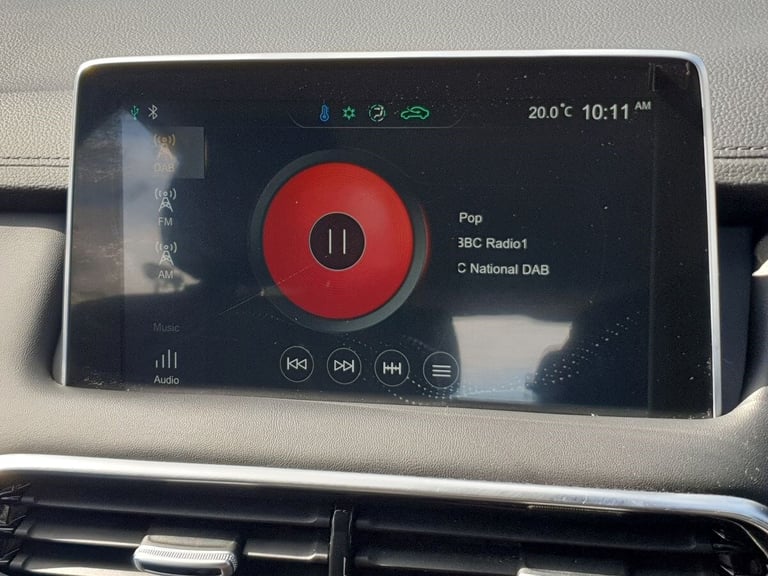 20.0°C 10:11 AM
DAB
FM
AM
Music
Audio
Pop
BBC Radio1
C National DAB